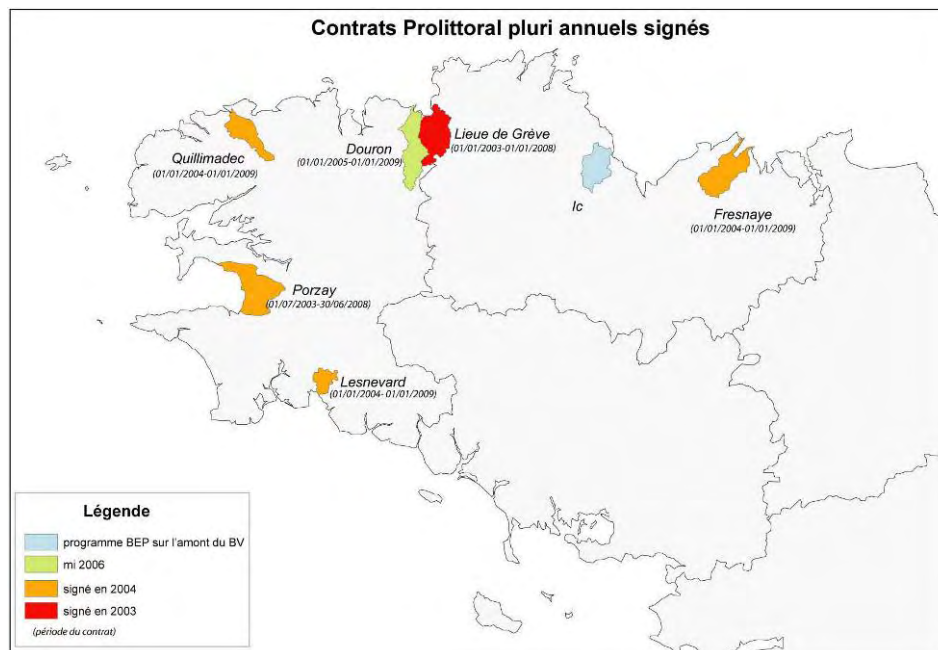 Contrats Prolittoral pluri annuels signés
Quillimadec
(01/01/2004-01/01/2009)
Douron
(01/01/2005-01/01/2009)
Lieue de Grève
(01/01/2003-01/01/2008)
Ic
Fresnaye
(01/01/2004-01/01/2009)
Porzay
(01/07/2003-30/06/2008)
Lesnevard
(01/01/2004- 01/01/2009)
Légende
programme BEP sur l'amont du BV
mi 2006
signé en 2004
signé en 2003
(période du contrat)